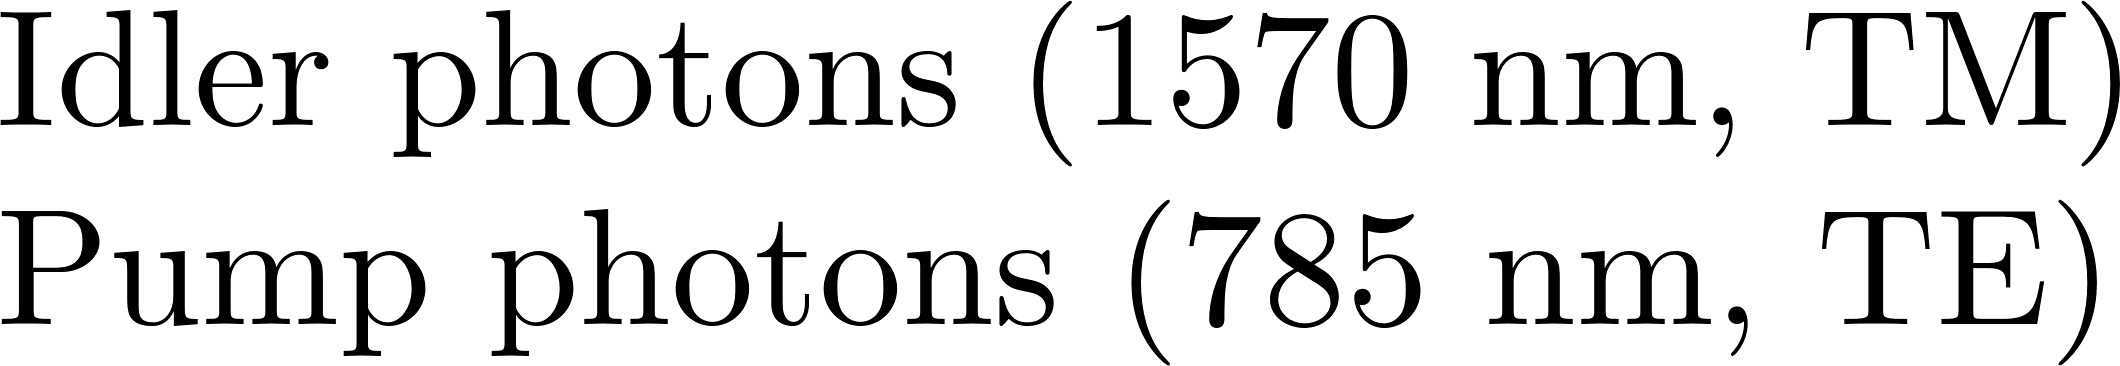 Idler photons (1570 nm, TM)
Pump photons (785 nm, TE)